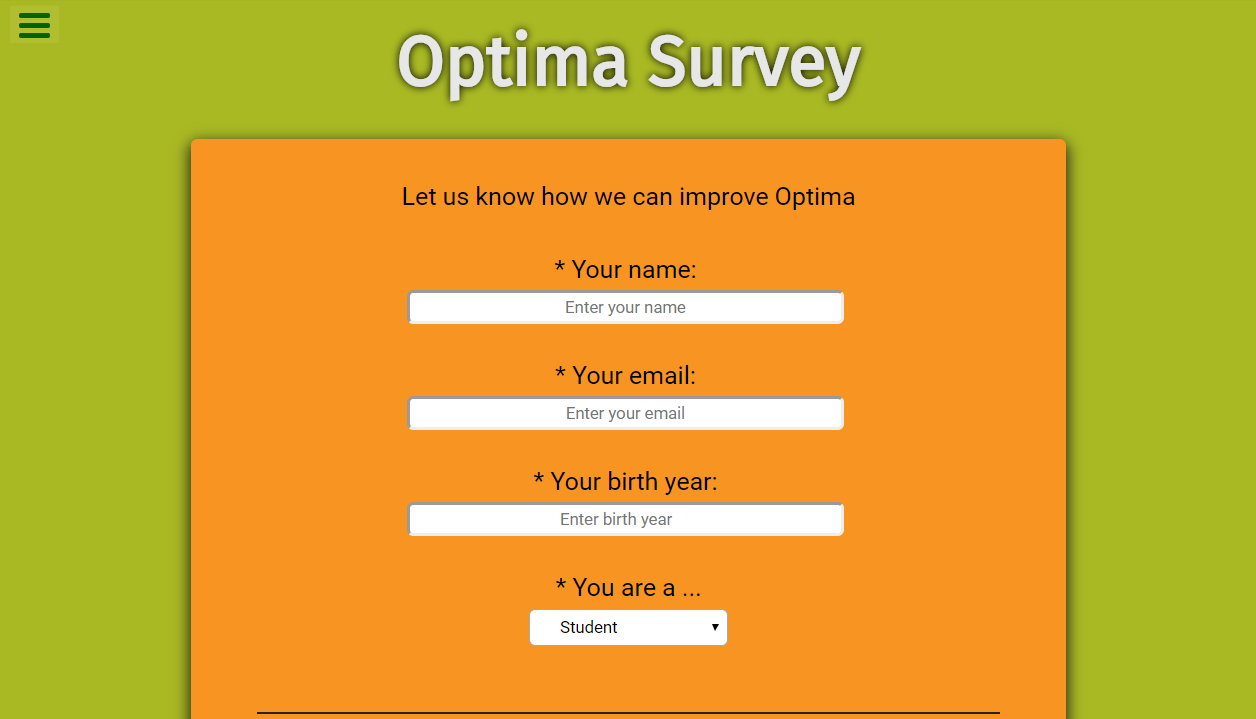 Optima Survey
Let us know how we can improve Optima
* Your name:
Enter your name
* Your email:
Enter your email
* Your birth year:
Enter birth year
* You are a ...
Student